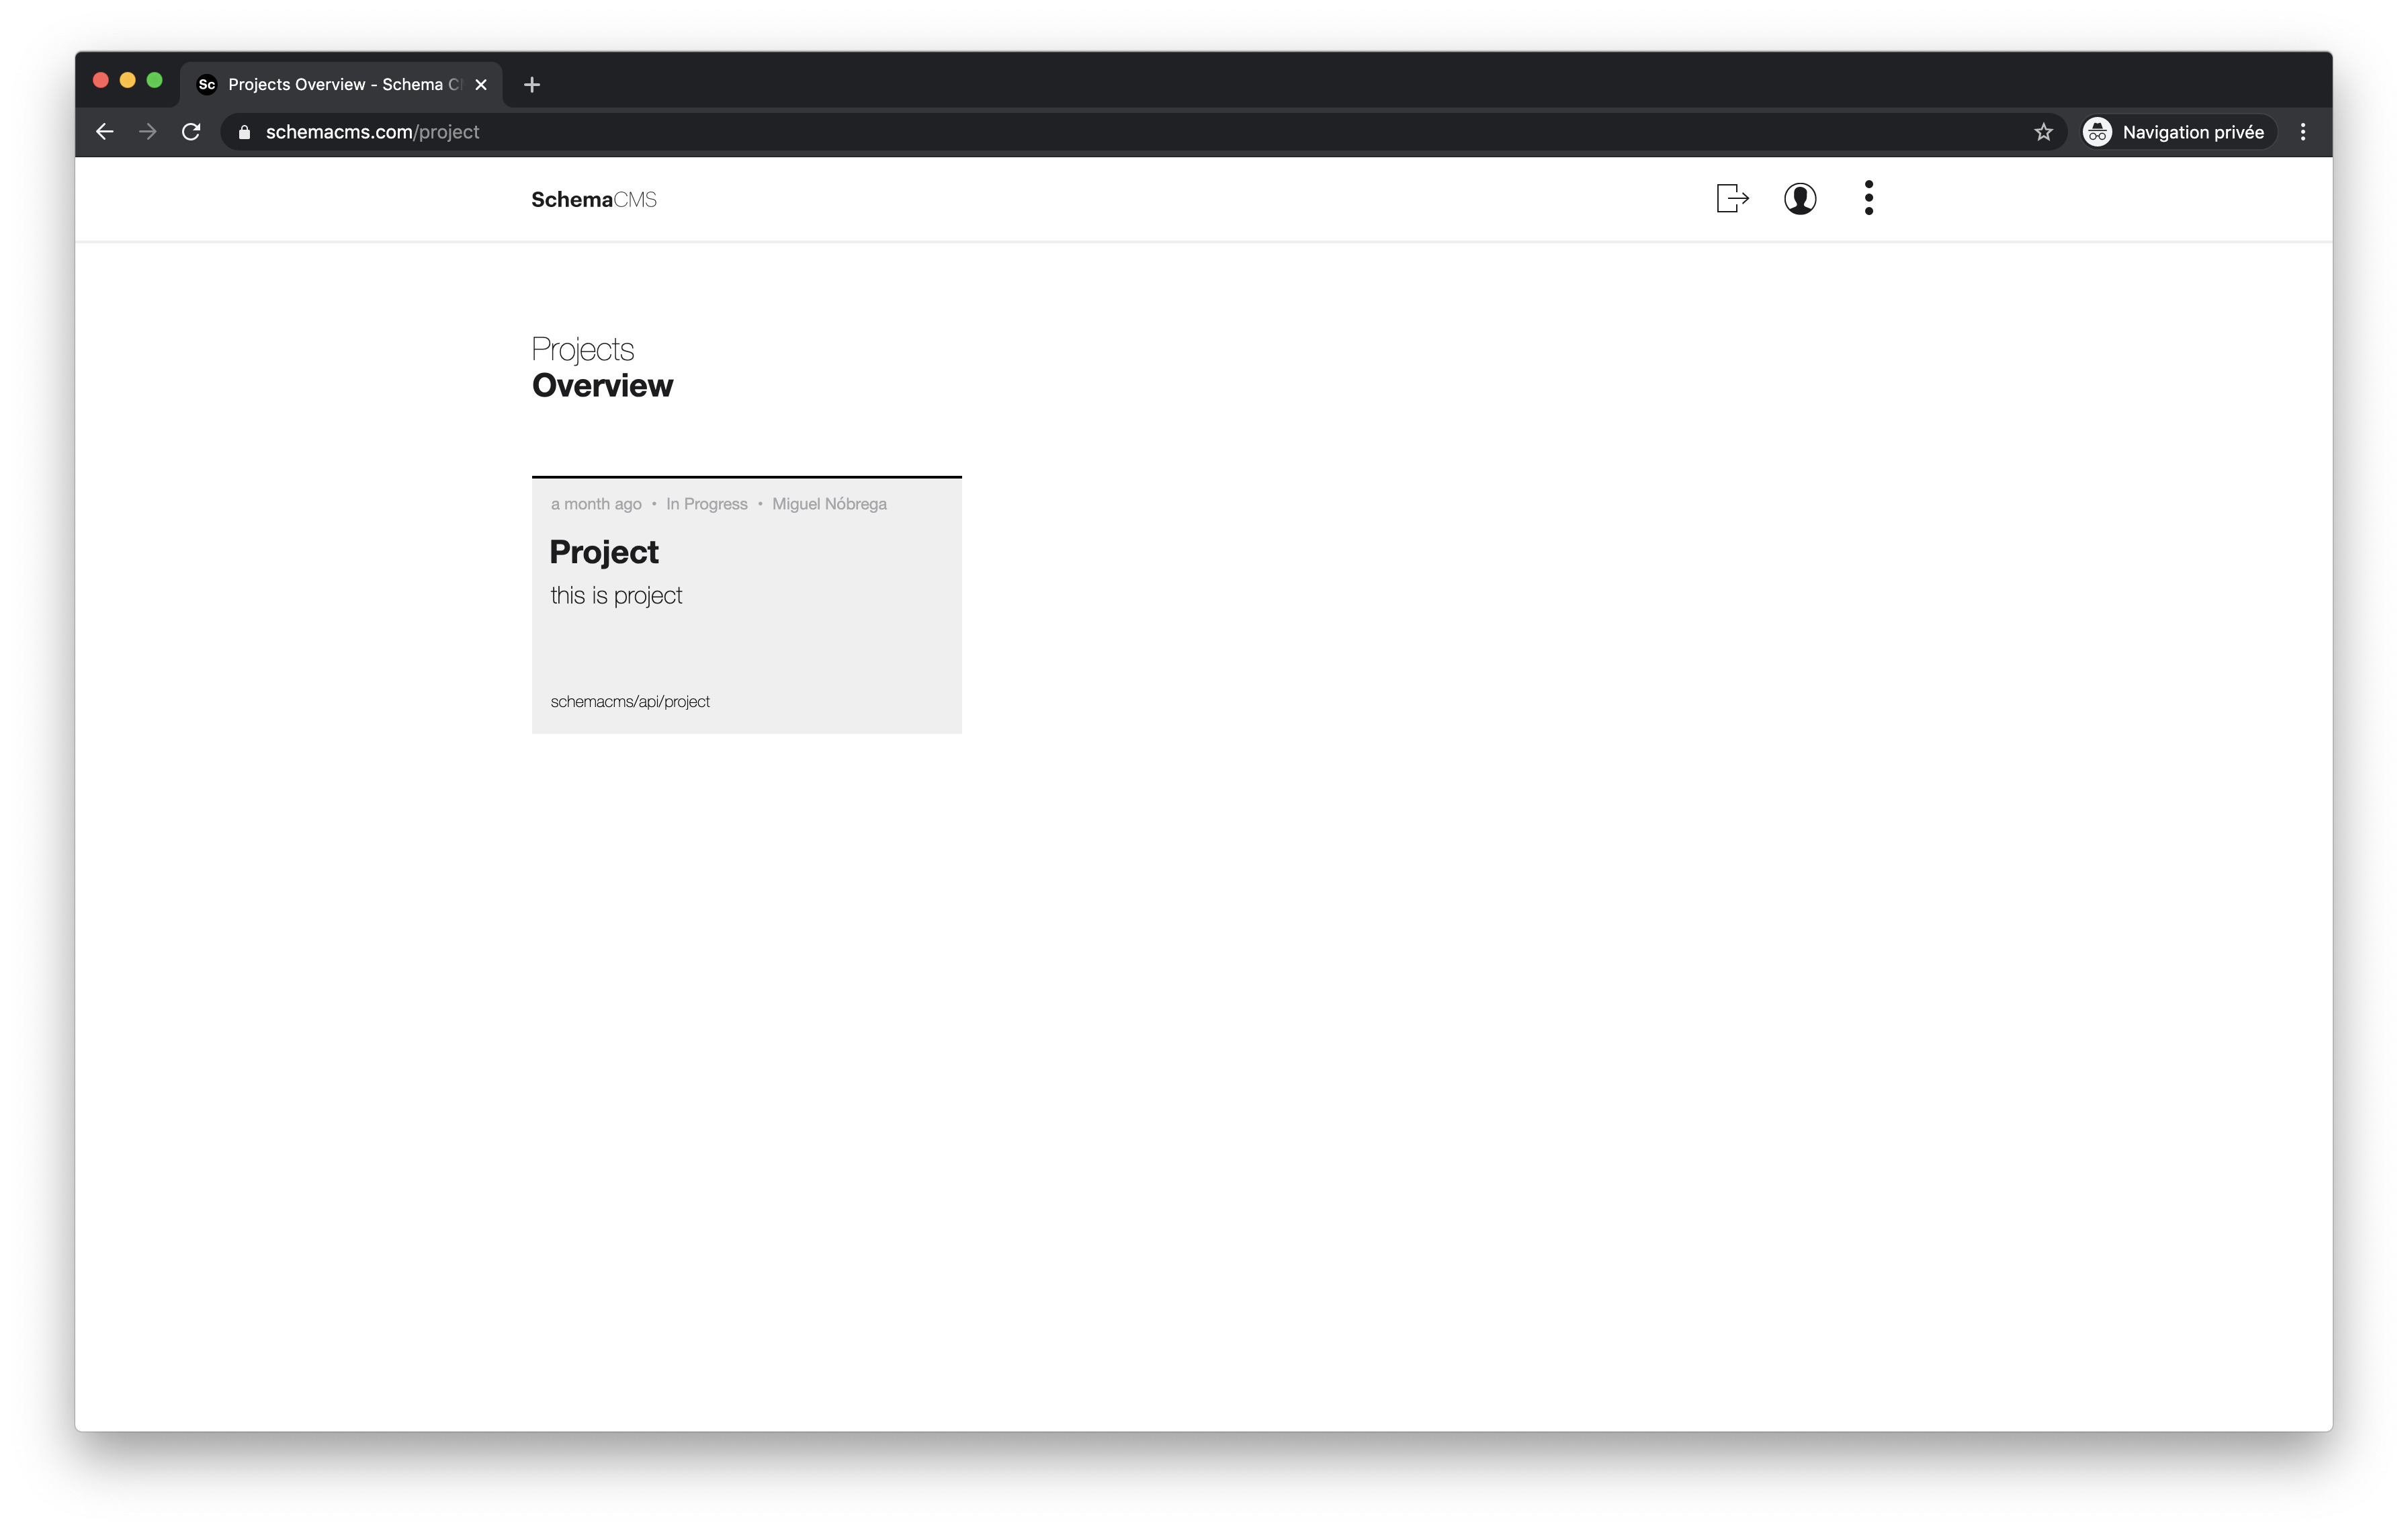 Sc Projects Overview - Schema C
schemacms.com/project
Navigation privée
SchemaCMS
Projects
Overview
a month ago • In Progress • Miguel Nóbrega
Project
this is project
schemacms/api/project